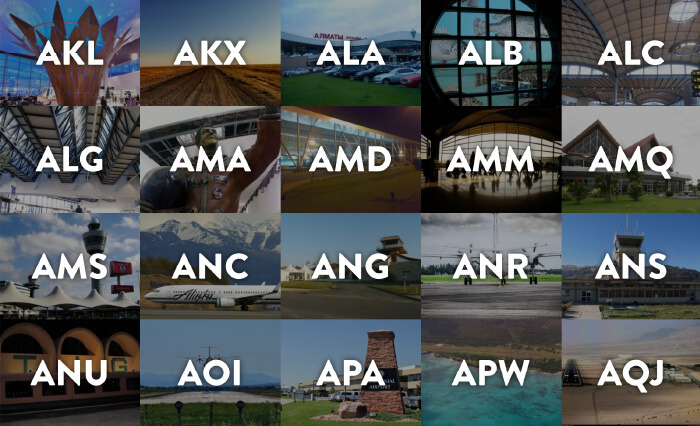 AKL
AKX
АЛМАТЫ
ALA
ALB
ALC
ALG
AMA
AMD
AMM
AMQ
AMS
ANC
Alaska
ANG
ANR
ANS
ANU
AOI
APA
APW
AQJ